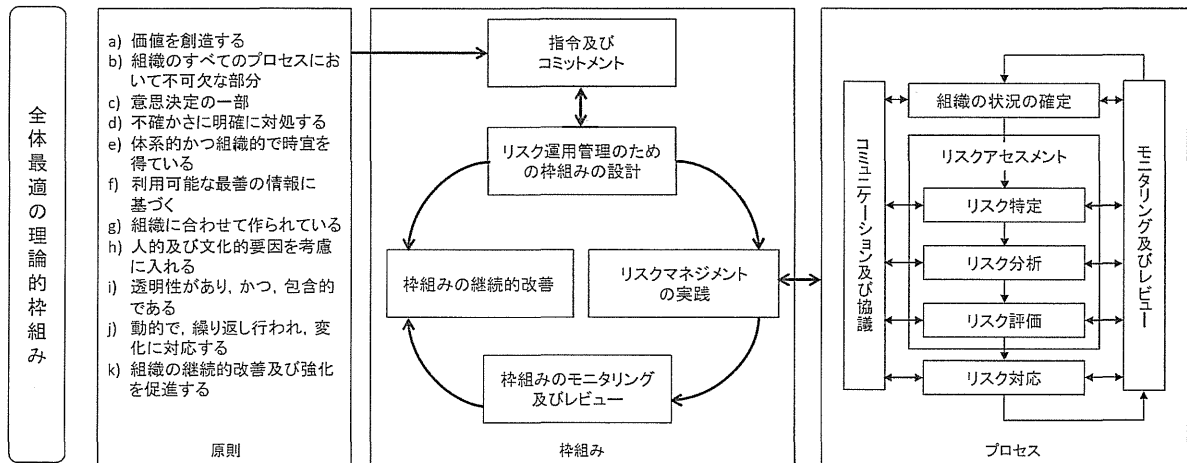 全体最適の理論的枠組み
a) 価値を創造する
b) 組織のすべてのプロセスにお
いて不可欠な部分
c) 意思決定の一部
d) 不確かさに明確に対処する
e) 体系的かつ組織的で時宜を
得ている
f) 利用可能な最善の情報に
基づく
g) 組織に合わせて作られている
h) 人的及び文化的要因を考慮
に入れる
i) 透明性があり，かつ，包含的
である
j) 動的で，繰り返し行われ，変
化に対応する
k) 組織の継続的改善及び強化
を促進する
原則
指令及び
コミットメント
リスク運用管理のため
の枠組みの設計
枠組みの継続的改善
リスクマネジメント
の実践
枠組みのモニタリング
及びレビュー
枠組み
コミュニケーション及び協議
組織の状況の確定
リスクアセスメント
リスク特定
リスク分析
リスク評価
リスク対応
モニタリング及びレビュー
プロセス